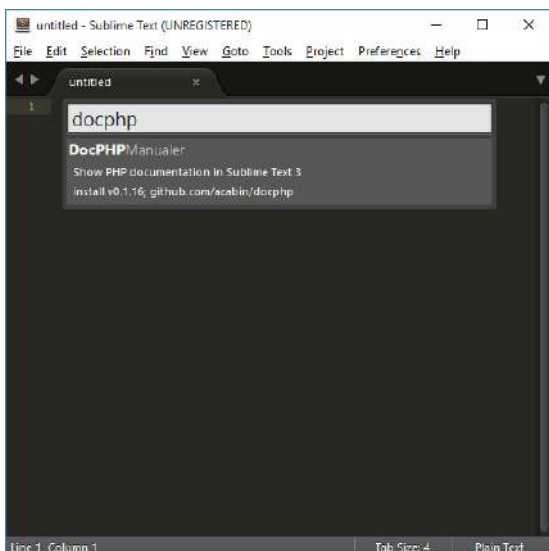 untitled - Sublime Text (UNREGISTERED)
File Edit Selection Find View Goto Tools Project Preferences Help
untitled ×
1
docphp
DocPHPManualer
Show PHP documentation in Sublime Text 3
install v0.1.16; github.com/acabin/docphp
Line 1, Column 1 Tab Size: 4 Plain Text